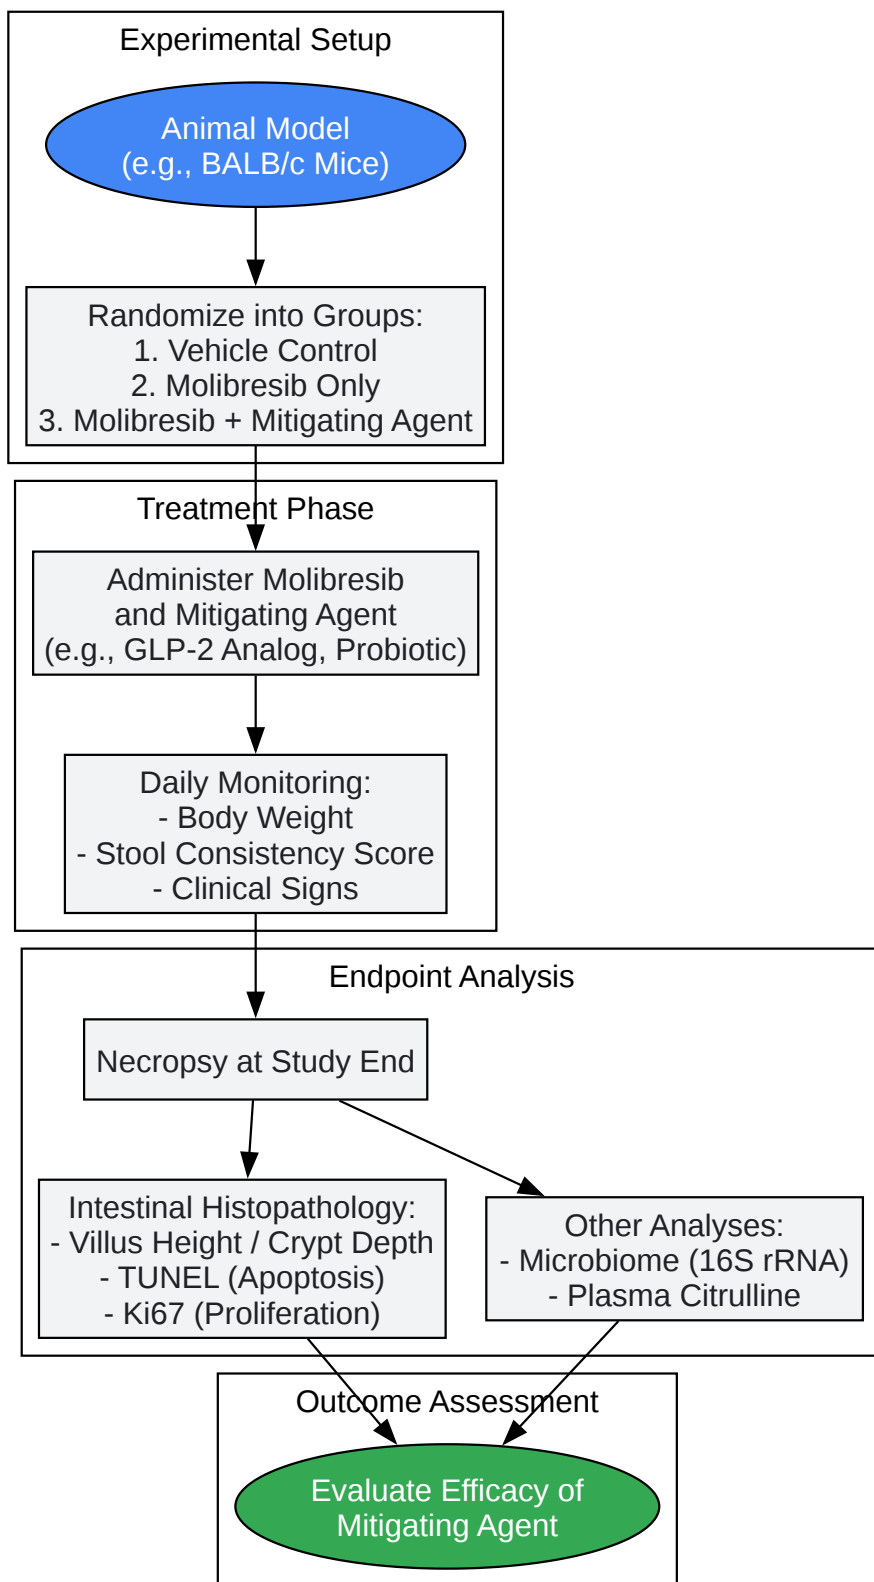 Experimental Setup
Animal Model
(e.g., BALB/c Mice)
Randomize into Groups:
1. Vehicle Control
2. Molibresib Only
3. Molibresib + Mitigating Agent
Treatment Phase
Administer Molibresib
and Mitigating Agent
(e.g., GLP-2 Analog, Probiotic)
Daily Monitoring:
- Body Weight
- Stool Consistency Score
- Clinical Signs
Endpoint Analysis
Necropsy at Study End
Intestinal Histopathology:
- Villus Height / Crypt Depth
- TUNEL (Apoptosis)
- Ki67 (Proliferation)
Other Analyses:
- Microbiome (16S rRNA)
- Plasma Citrulline
Outcome Assessment
Evaluate Efficacy of
Mitigating Agent